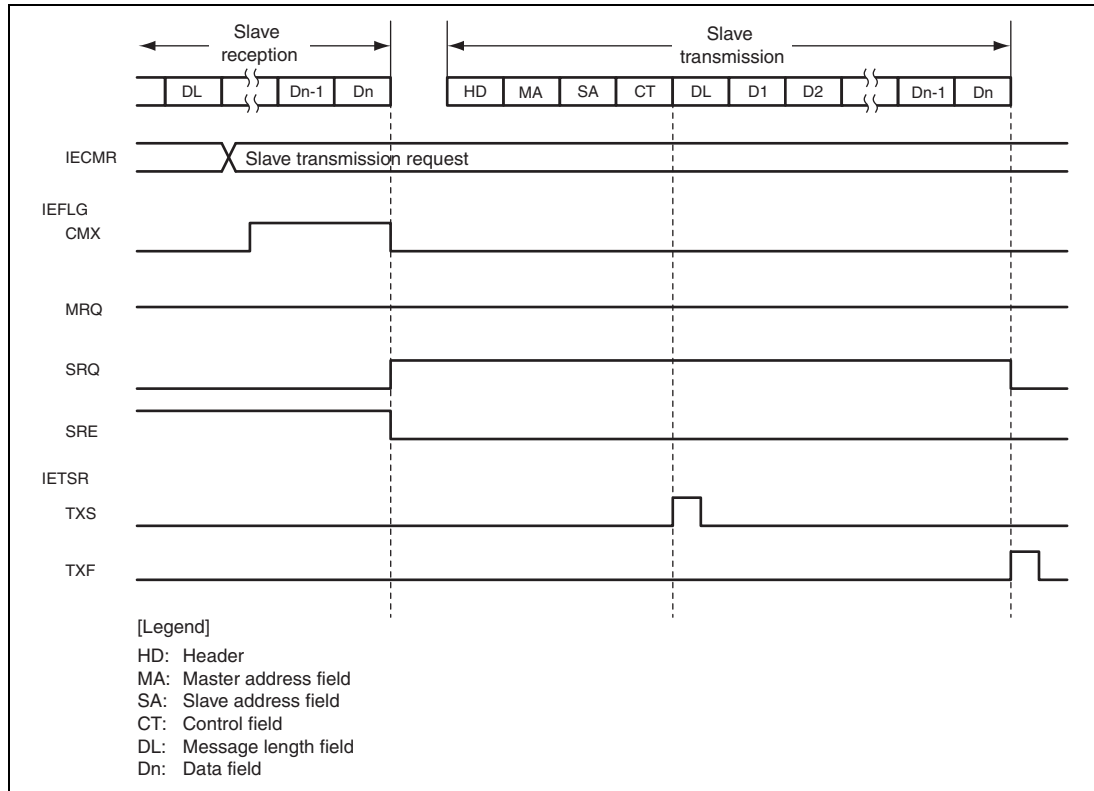 Slave
reception
Slave
transmission
DL Dn-1 Dn HD MA SA CT DL D1 D2 Dn-1 Dn
IECMR Slave transmission request
IEFLG
CMX
MRQ
SRQ
SRE
IETSR
TXS
TXF
[Legend]
HD: Header
MA: Master address field
SA: Slave address field
CT: Control field
DL: Message length field
Dn: Data field